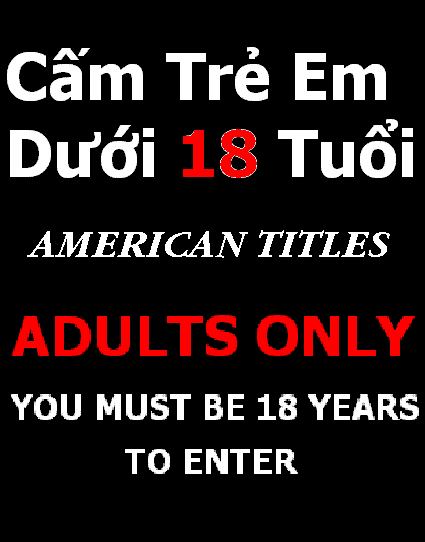 Cấm Trẻ Em
Dưới 18 Tuổi
AMERICAN TITLES
ADULTS ONLY
YOU MUST BE 18 YEARS
TO ENTER